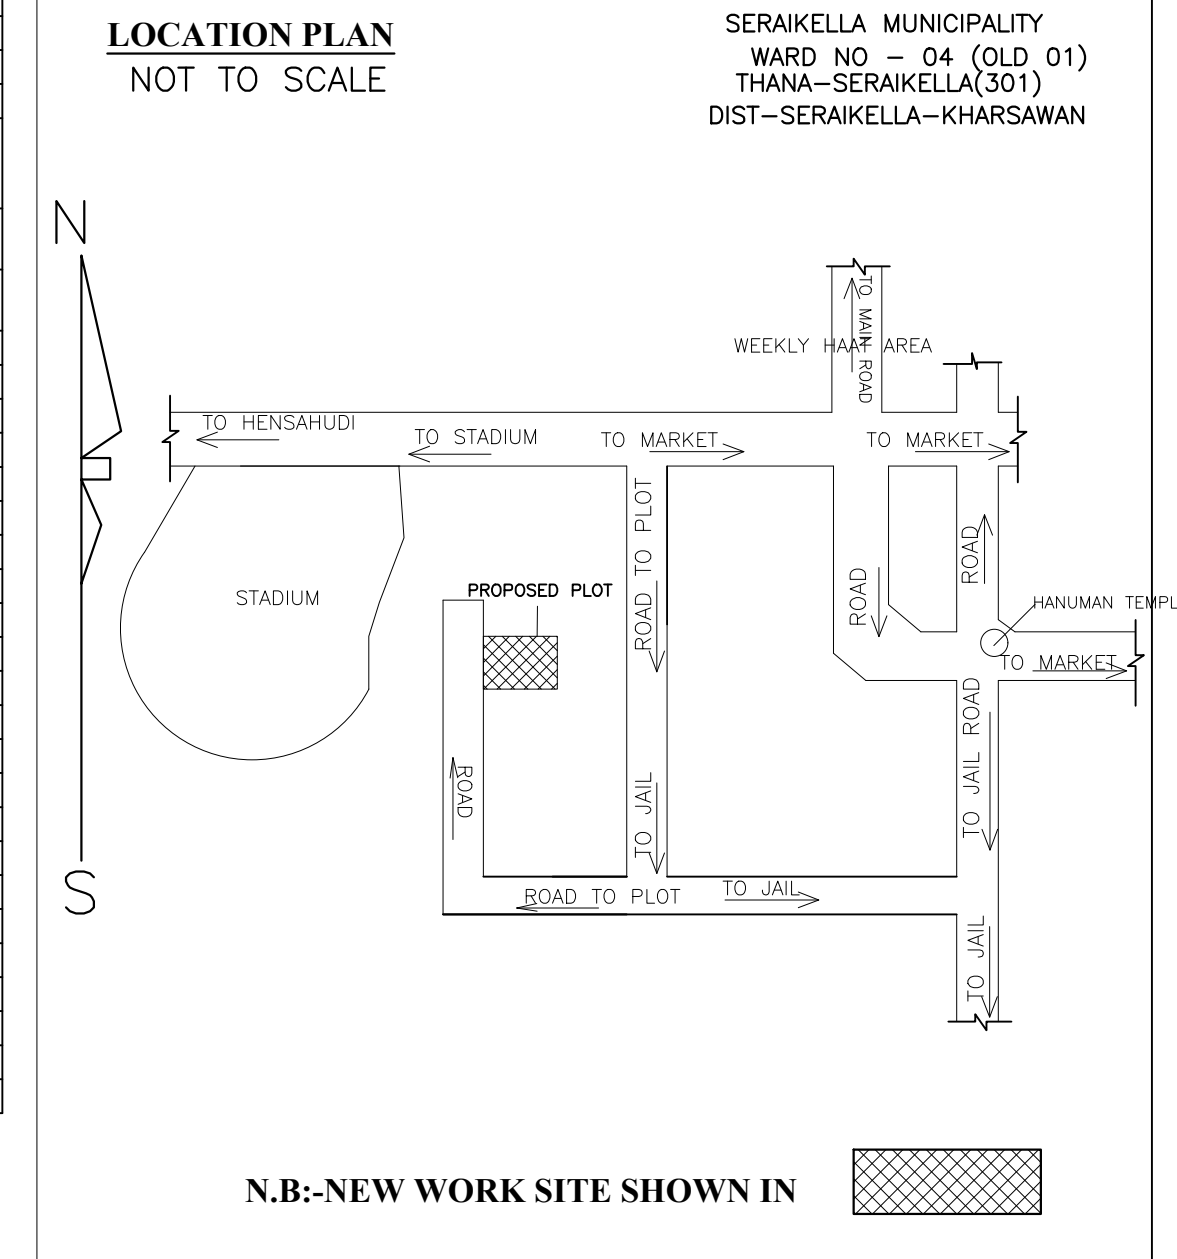 LOCATION PLAN
NOT TO SCALE
SERAIKELLA MUNICIPALITY
WARD NO - 04 (OLD 01)
THANA-SERAIKELLA(301)
DIST-SERAIKELLA-KHARSAWAN
N
TO MAIN ROAD
WEEKLY HAAT AREA
TO HENSAHUDI
TO STADIUM
TO MARKET
TO MARKET
ROAD TO PLOT
ROAD
ROAD
STADIUM
PROPOSED PLOT
HANUMAN TEMPL
TO MARKET
TO JAIL ROAD
ROAD
TO JAIL
ROAD TO PLOT
TO JAIL
TO JAIL
S
N.B:-NEW WORK SITE SHOWN IN